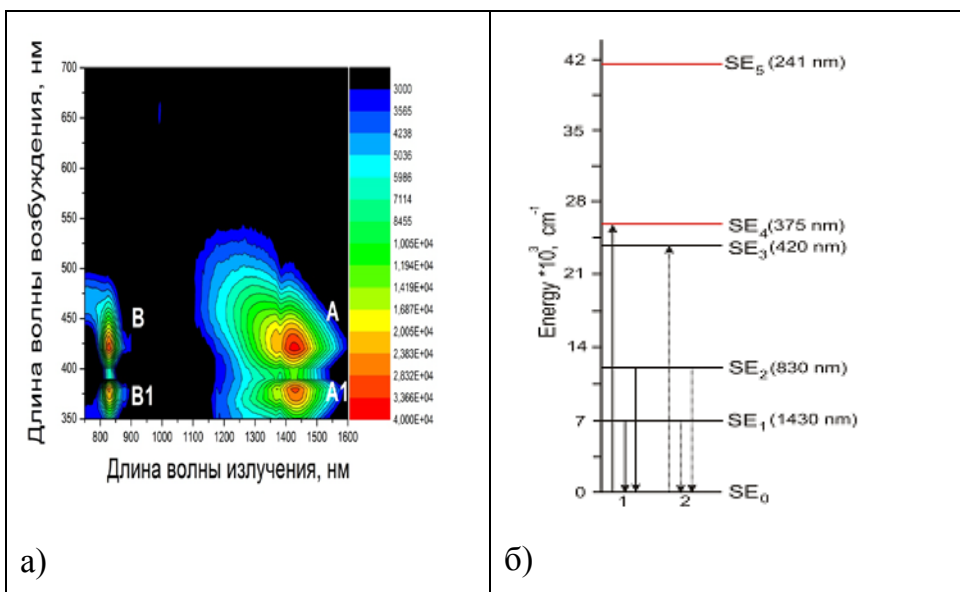 Длина волны возбуждения, нм
700
650
600
550
500
450
400
350
800 900 1000 1100 1200 1300 1400 1500 1600
Длина волны излучения, нм
B
B1
A
A1
3000
3565
4238
5036
5986
7114
8455
1,005E+04
1,194E+04
1,419E+04
1,687E+04
2,005E+04
2,383E+04
2,832E+04
3,366E+04
4,000E+04
а)
Energy *10³, cm⁻¹
42
35
28
21
14
7
0
SE₅ (241 nm)
SE₄ (375 nm)
SE₃ (420 nm)
SE₂ (830 nm)
SE₁ (1430 nm)
SE₀
1 2
б)